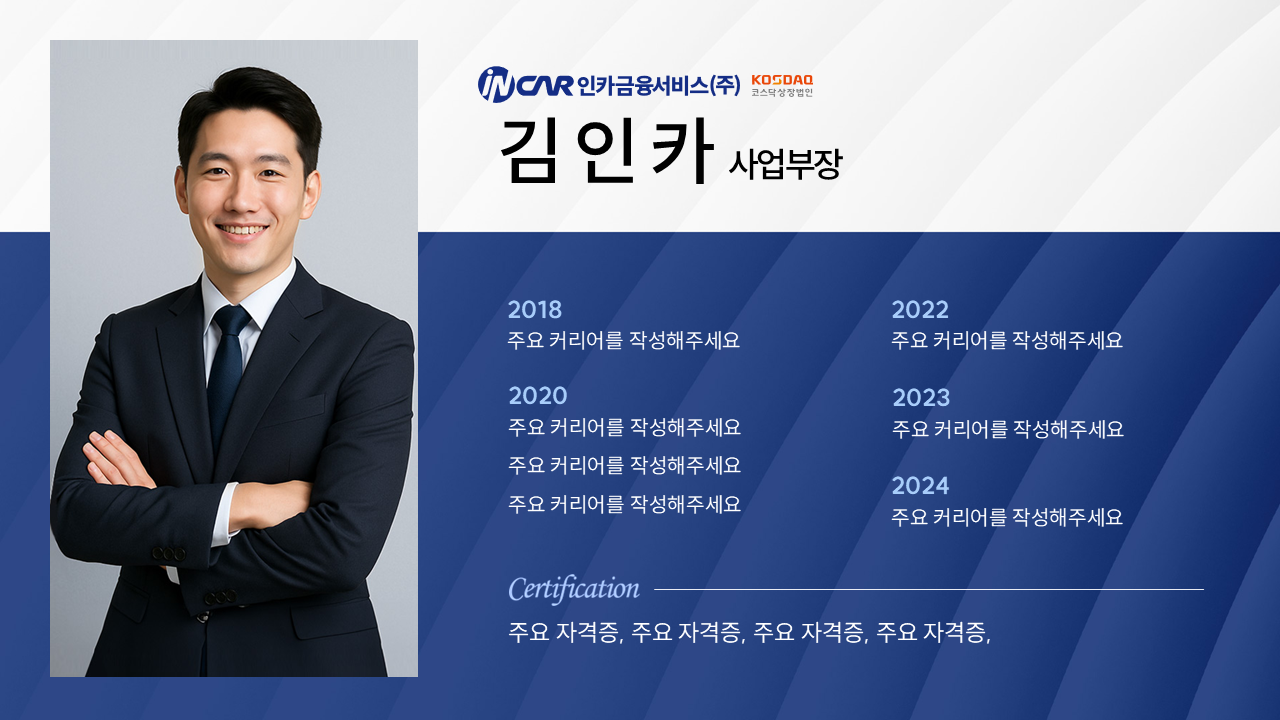 iNCAR 인카금융서비스(주) KOSDAQ 코스닥상장법인
김인카 사업부장
2018
주요 커리어를 작성해주세요
2020
주요 커리어를 작성해주세요
주요 커리어를 작성해주세요
주요 커리어를 작성해주세요
2022
주요 커리어를 작성해주세요
2023
주요 커리어를 작성해주세요
2024
주요 커리어를 작성해주세요
Certification
주요 자격증, 주요 자격증, 주요 자격증, 주요 자격증,